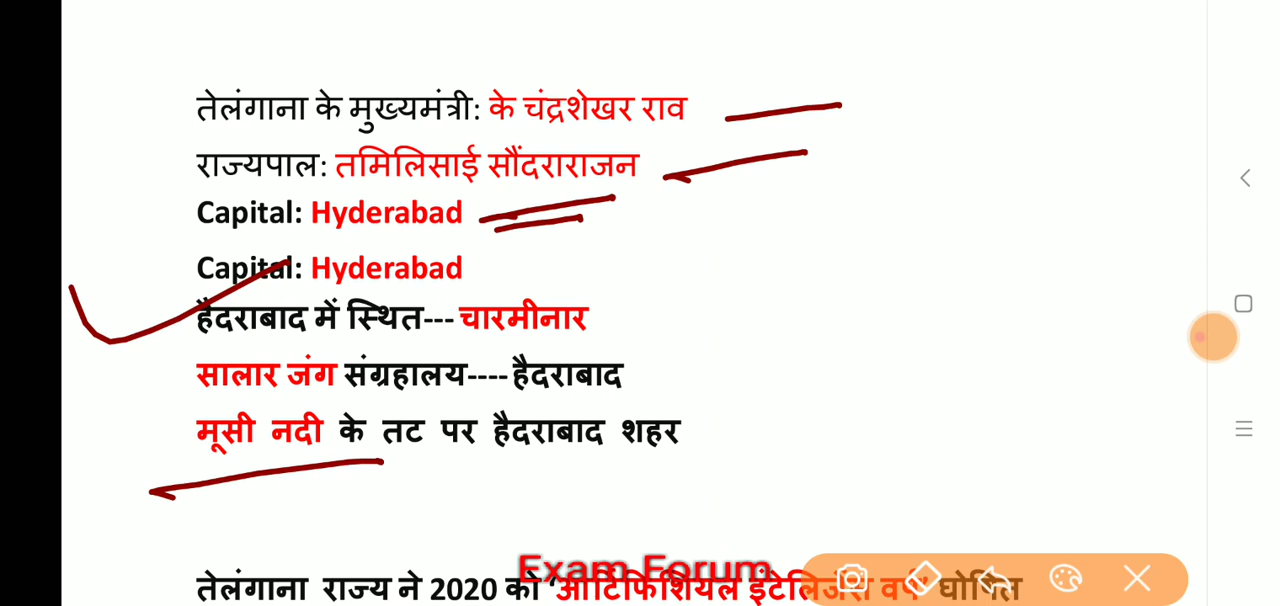 तेलंगाना के मुख्यमंत्री: के चंद्रशेखर राव
राज्यपाल: तमिलिसाई सौंदराराजन
Capital: Hyderabad
Capital: Hyderabad
हैदराबाद में स्थित--- चारमीनार
सालार जंग संग्रहालय---- हैदराबाद
मूसी नदी के तट पर हैदराबाद शहर
Exam Forum
तेलंगाना राज्य ने 2020 को ‘आर्टिफिशियल इंटेलिजेंस वर्ष’ घोषित